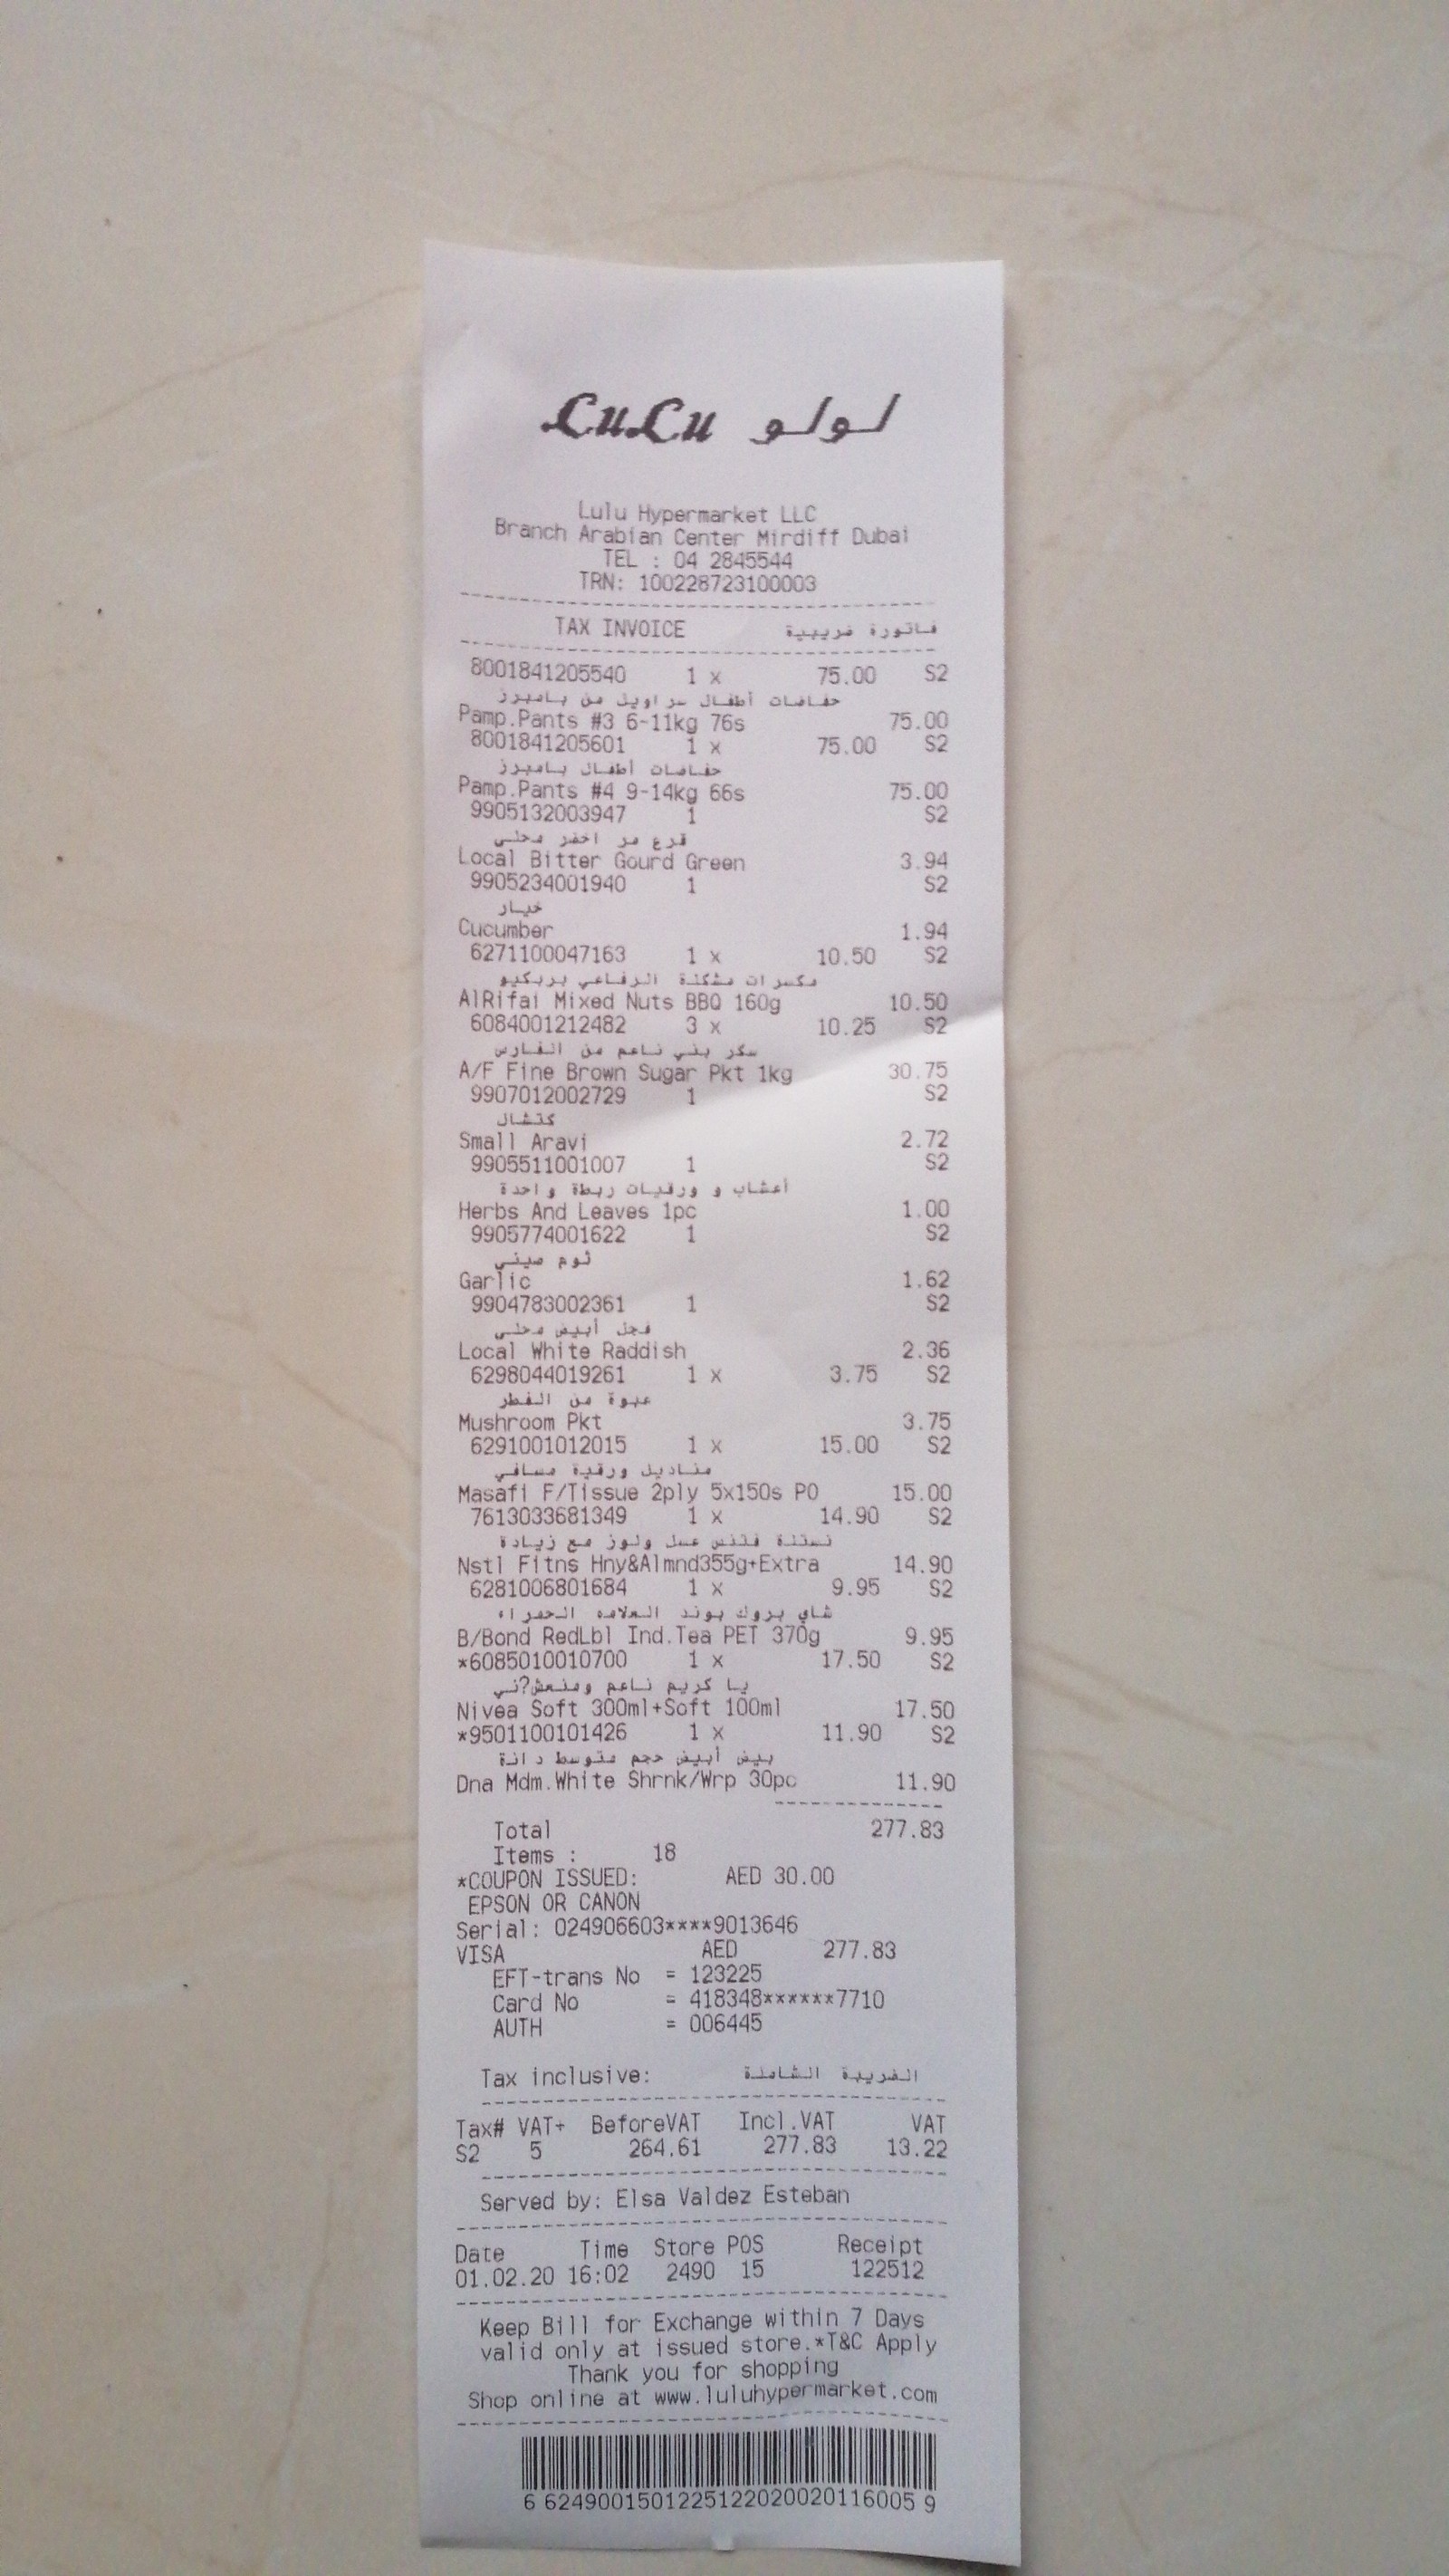 LuLu لولو
Lulu Hypermarket LLC
Branch Arabian Center Mirdiff Dubai
TEL : 04 2845544
TRN: 100228723100003
TAX INVOICE فاتورة ضريبية
8001841205540 1 x 75.00 S2
حفاضات أطفال سراويل من بامبرز
Pamp.Pants #3 6-11kg 76s 75.00
8001841205601 1 x 75.00 S2
حفاضات أطفال بامبرز
Pamp.Pants #4 9-14kg 66s 75.00
9905132003947 1 S2
قرع مر اخضر محلي
Local Bitter Gourd Green 3.94
9905234001940 1 S2
خيار
Cucumber 1.94
6271100047163 1 x 10.50 S2
مكسرات مشكلة الرفاعي بربكيو
AlRifai Mixed Nuts BBQ 160g 10.50
6084001212482 3 x 10.25 S2
سكر بني ناعم من الفارس
A/F Fine Brown Sugar Pkt 1kg 30.75
9907012002729 1 S2
كتشال
Small Aravi 2.72
9905511001007 1 S2
أعشاب و ورقيات ربطة واحدة
Herbs And Leaves 1pc 1.00
9905774001622 1 S2
ثوم صيني
Garlic 1.62
9904783002361 1 S2
فجل أبيض محلي
Local White Raddish 2.36
6298044019261 1 x 3.75 S2
عبوة من الفطر
Mushroom Pkt 3.75
6291001012015 1 x 15.00 S2
مناديل ورقية مسافي
Masafi F/Tissue 2ply 5x150s PO 15.00
7613033681349 1 x 14.90 S2
نستلة فتنس عسل ولوز مع زيادة
Nstl Fitns Hny&Almnd355g+Extra 14.90
6281006801684 1 x 9.95 S2
شاي بروك بوند العلامه الحمراء
B/Bond RedLbl Ind.Tea PET 370g 9.95
*6085010010700 1 x 17.50 S2
يا كريم ناعم ومنعش?ني
Nivea Soft 300ml+Soft 100ml 17.50
*9501100101426 1 x 11.90 S2
بيض أبيض حجم متوسط دانة
Dna Mdm.White Shrnk/Wrp 30pc 11.90
Total 277.83
Items : 18
*COUPON ISSUED: AED 30.00
EPSON OR CANON
Serial: 024906603****9013646
VISA AED 277.83
EFT-trans No = 123225
Card No = 418348******7710
AUTH = 006445
Tax inclusive: الضريبة الشاملة
Tax# VAT+ BeforeVAT Incl.VAT VAT
S2 5 264.61 277.83 13.22
Served by: Elsa Valdez Esteban
Date Time Store POS Receipt
01.02.20 16:02 2490 15 122512
Keep Bill for Exchange within 7 Days
valid only at issued store.*T&C Apply
Thank you for shopping
Shop online at www.luluhypermarket.com
6 6249001501225122020020116005 9